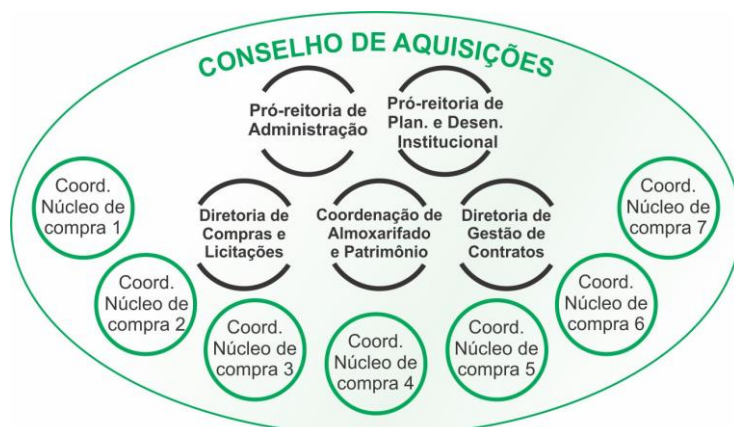 CONSELHO DE AQUISIÇÕES
Pró-reitoria de
Administração
Pró-reitoria de
Plan. e Desen.
Institucional
Coord.
Núcleo de
compra 1
Diretoria de
Compras e
Licitações
Coordenação de
Almoxarifado
e Patrimônio
Diretoria de
Gestão de
Contratos
Coord.
Núcleo de
compra 7
Coord.
Núcleo de
compra 2
Coord.
Núcleo de
compra 3
Coord.
Núcleo de
compra 4
Coord.
Núcleo de
compra 5
Coord.
Núcleo de
compra 6